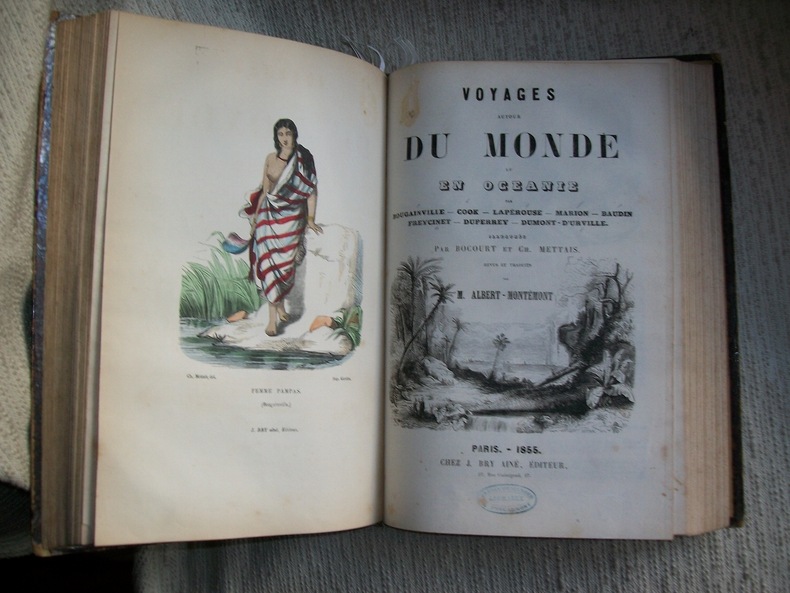 FEMME PAMPAS.
(Bougainville.)
J. BRY aîné, Éditeur.
VOYAGES
AUTOUR
DU MONDE
ET
EN OCEANIE
PAR
BOUGAINVILLE — COOK — LAPÉROUSE — MARION — BAUDIN
FREYCINET — DUPERREY — DUMONT-D'URVILLE.
PAR BOCOURT ET CH. METTAIS.
REVUS ET TRADUITS
PAR
M. ALBERT-MONTÉMONT
PARIS. - 1855.
CHEZ J. BRY AINÉ, ÉDITEUR.